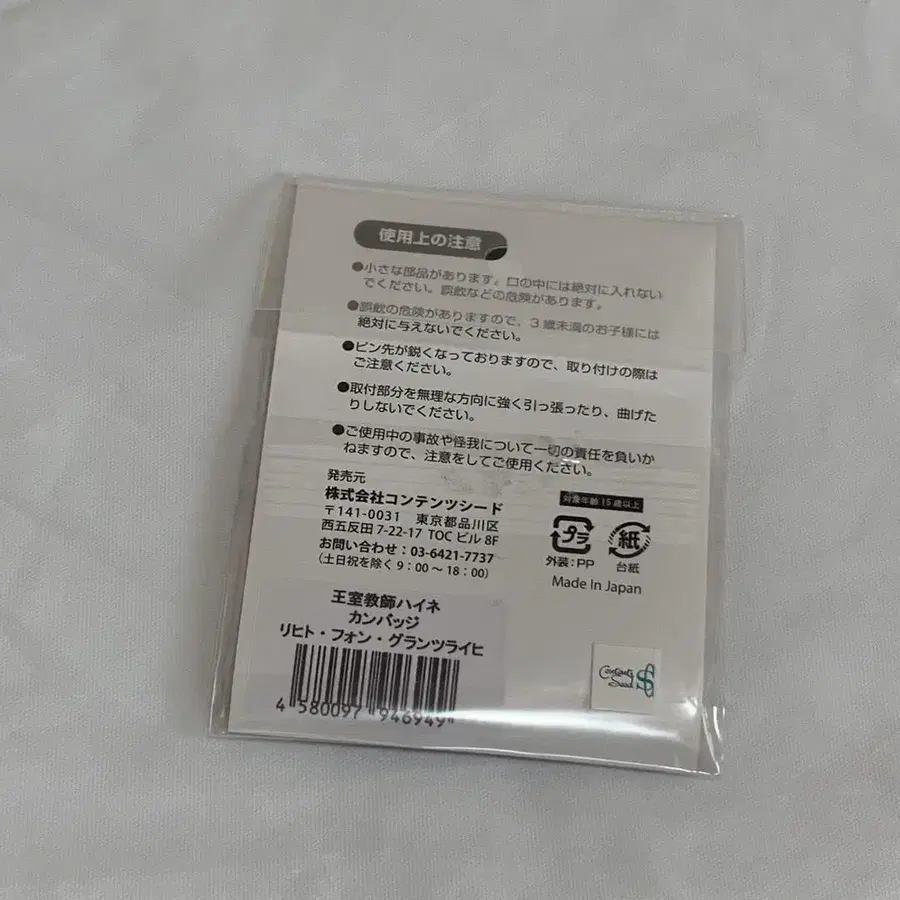 使用上の注意
●小さな部品があります。口の中には絶対に入れない
でください。誤飲などの危険があります。
●誤飲の危険がありますので、3歳未満のお子様には
絶対に与えないでください。
●ピン先が鋭くなっておりますので、取り付けの際は
ご注意ください。
●取付部分を無理な方向に強く引っ張ったり、曲げた
りしないでください。
●ご使用中の事故や怪我について一切の責任を負いか
ねますので、注意をしてご使用ください。
発売元
株式会社コンテンツシード
〒141-0031 東京都品川区
西五反田 7-22-17 TOC ビル 8F
お問い合わせ：03-6421-7737
（土日祝を除く 9：00 ～ 18：00）
対象年齢 15 歳以上
プラ 紙
外装：PP 台紙
Made In Japan
王室教師ハイネ
カンバッジ
リヒト・フォン・グランツライヒ
4 580097 946949
Contents
Seed